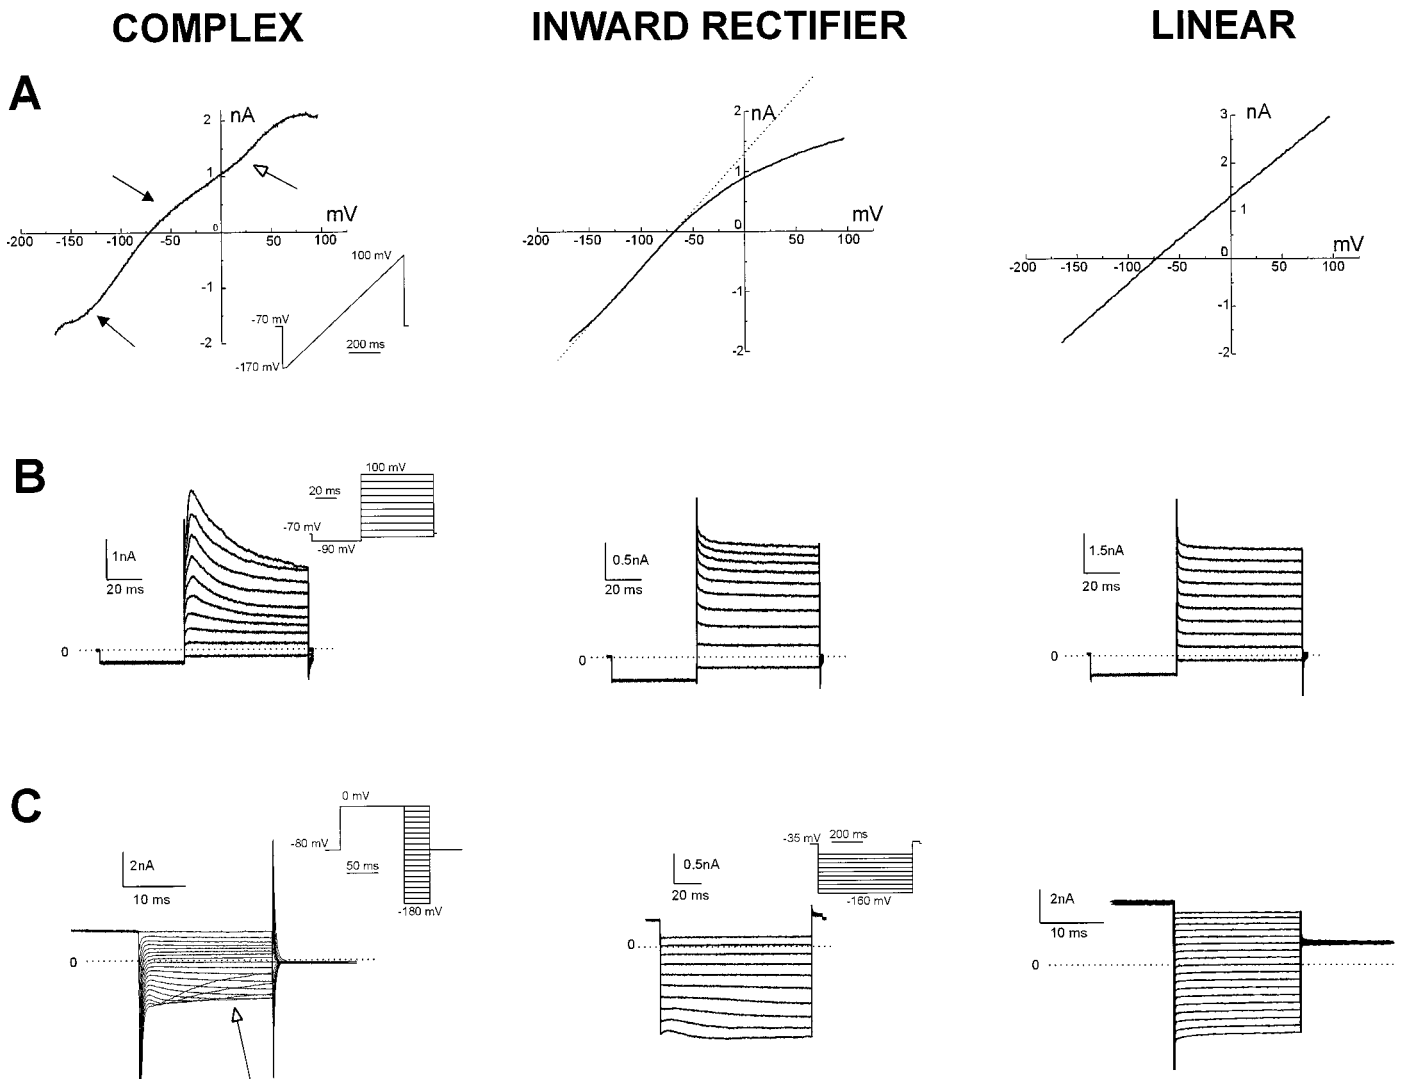 COMPLEX
INWARD RECTIFIER
LINEAR
A
2 nA
1
0
mV
-200 -150 -100 -50 50 100
-1
-2
100 mV
-70 mV
200 ms
-170 mV
2 nA
1
0
mV
-200 -150 -100 -50 50 100
-1
-2
3 nA
2
1
0
mV
-200 -150 -100 -50 50 100
-1
-2
B
100 mV
20 ms
-70 mV
-90 mV
1nA
20 ms
0
0.5nA
20 ms
0
1.5nA
20 ms
0
C
0 mV
-80 mV
50 ms
-180 mV
2nA
10 ms
0
-35 mV 200 ms
-160 mV
0.5nA
20 ms
0
2nA
10 ms
0